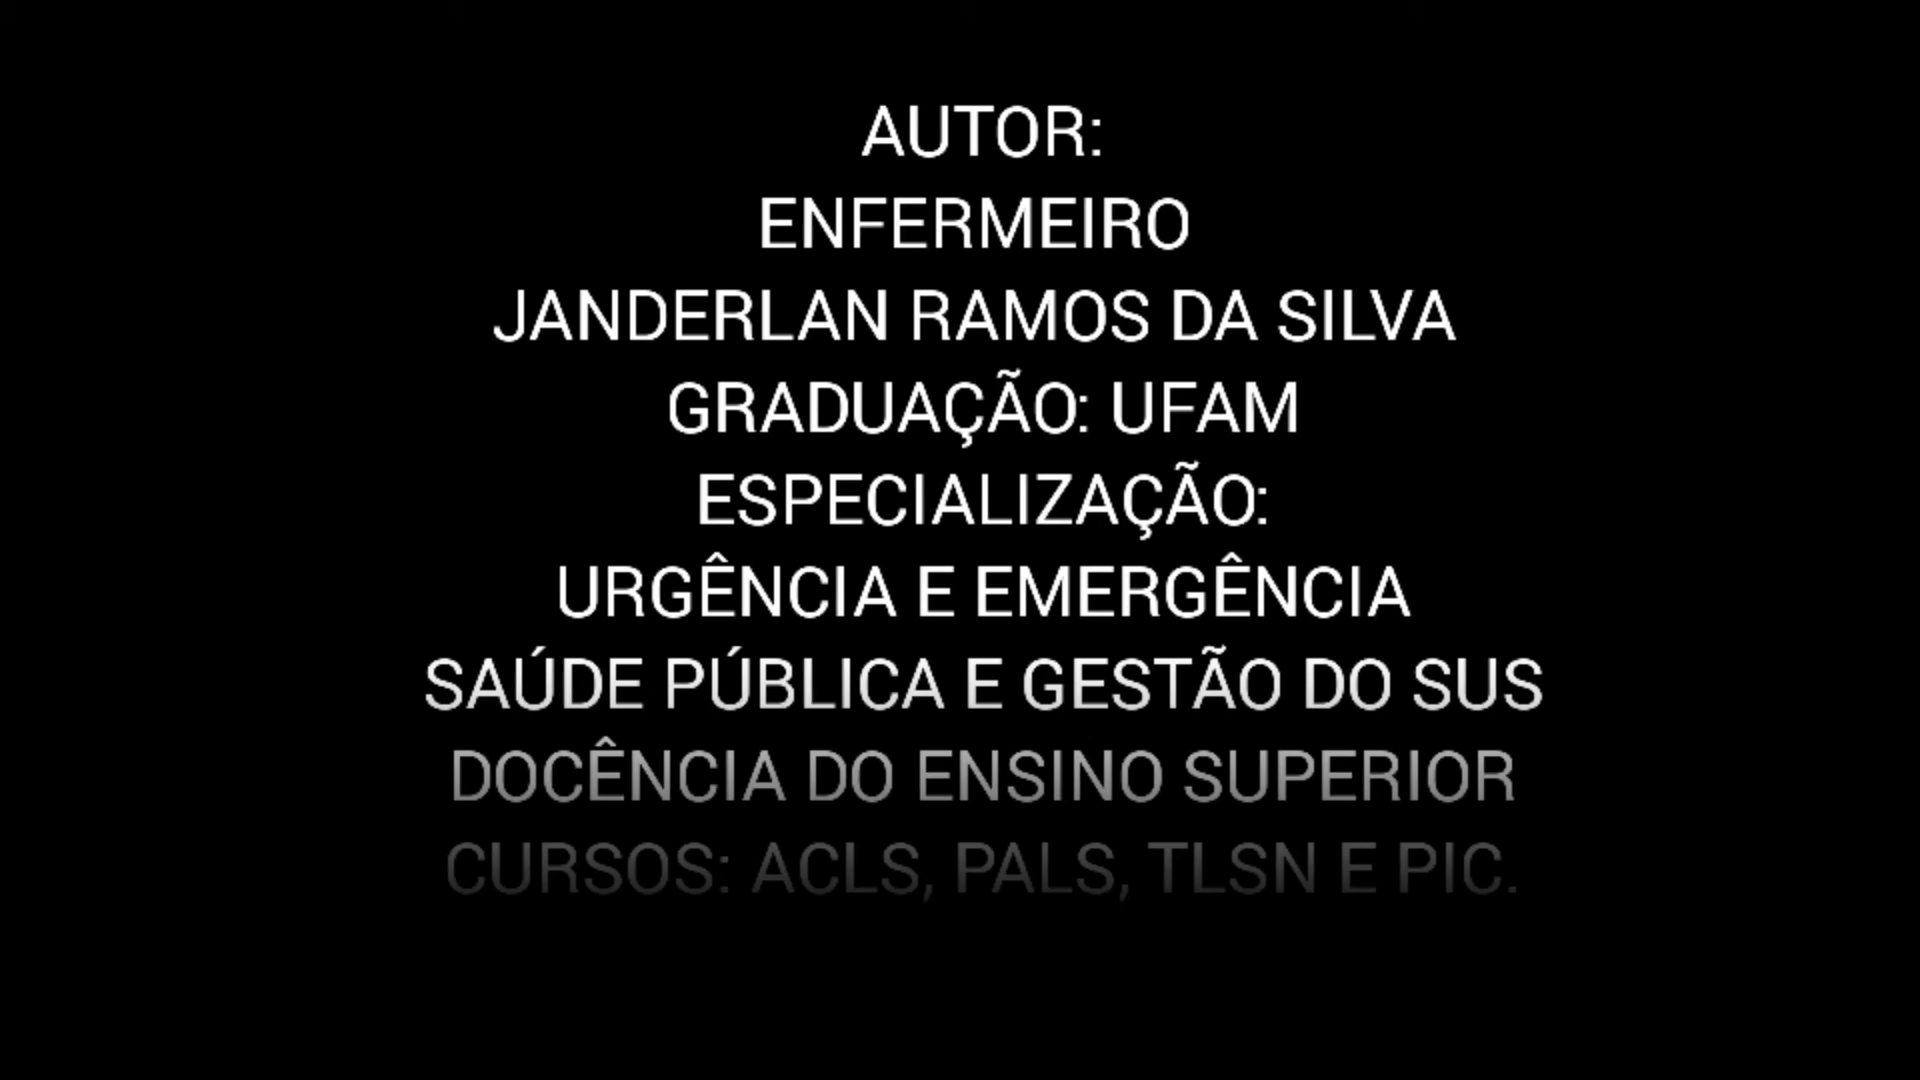 AUTOR:
ENFERMEIRO
JANDERLAN RAMOS DA SILVA
GRADUAÇÃO: UFAM
ESPECIALIZAÇÃO:
URGÊNCIA E EMERGÊNCIA
SAÚDE PÚBLICA E GESTÃO DO SUS
DOCÊNCIA DO ENSINO SUPERIOR
CURSOS: ACLS, PALS, TLSN E PIC.